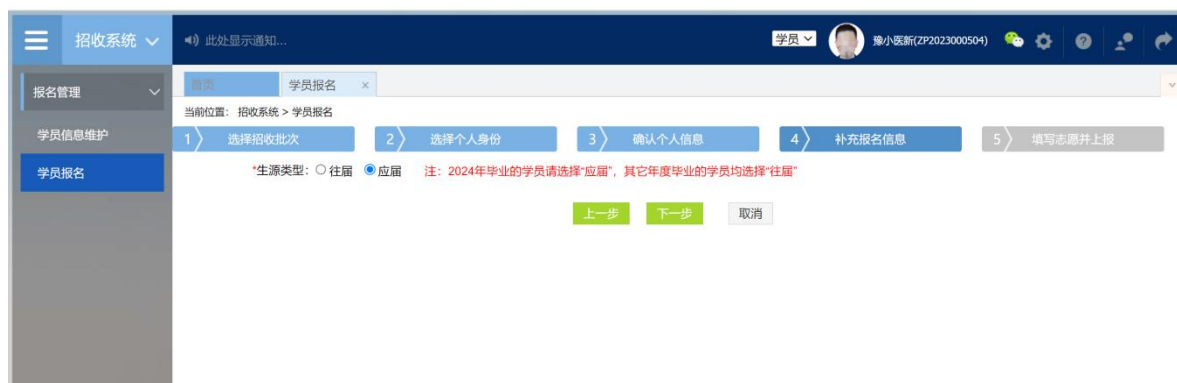 招收系统
此处显示通知...
学员
豫小医新(ZP2023000504)
报名管理
学员信息维护
学员报名
首页
学员报名 ×
当前位置： 招收系统 > 学员报名
1 选择招收批次
2 选择个人身份
3 确认个人信息
4 补充报名信息
5 填写志愿并上报
*生源类型： 往届 应届 注：2024年毕业的学员请选择“应届”，其它年度毕业的学员均选择“往届”
上一步 下一步 取消